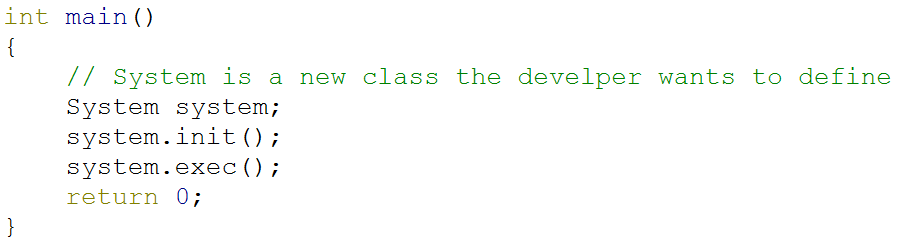 int main()
{
    // System is a new class the develper wants to define
    System system;
    system.init();
    system.exec();
    return 0;
}